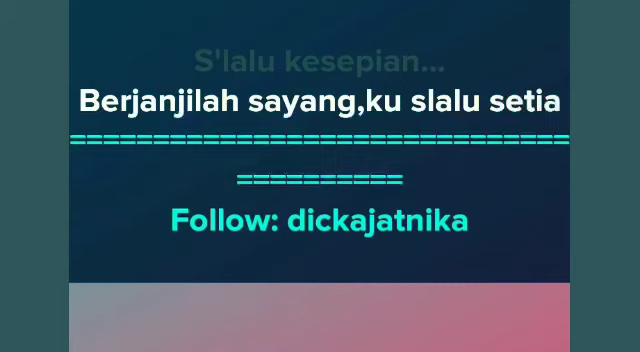 S'lalu kesepian...
Berjanjilah sayang,ku slalu setia
==============================
==========
Follow: dickajatnika